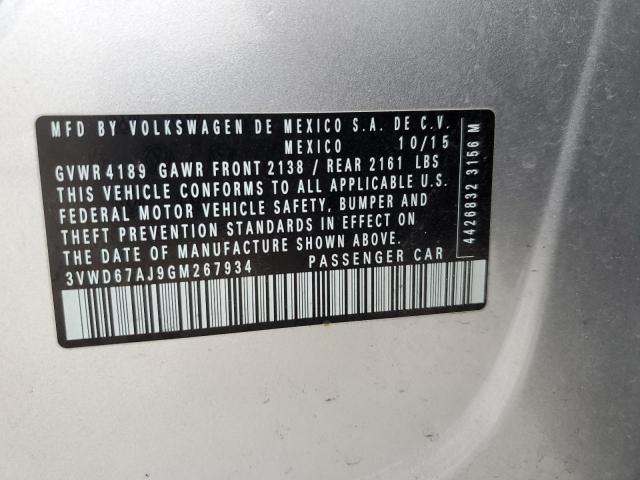 MFD BY VOLKSWAGEN DE MEXICO S.A. DE C.V.
MEXICO 10/15
GVWR 4189 GAWR FRONT 2138 / REAR 2161 LBS
THIS VEHICLE CONFORMS TO ALL APPLICABLE U.S.
FEDERAL MOTOR VEHICLE SAFETY, BUMPER AND
THEFT PREVENTION STANDARDS IN EFFECT ON
THE DATE OF MANUFACTURE SHOWN ABOVE.
3VWD67AJ9GM267934 PASSENGER CAR
4426832 3156 M